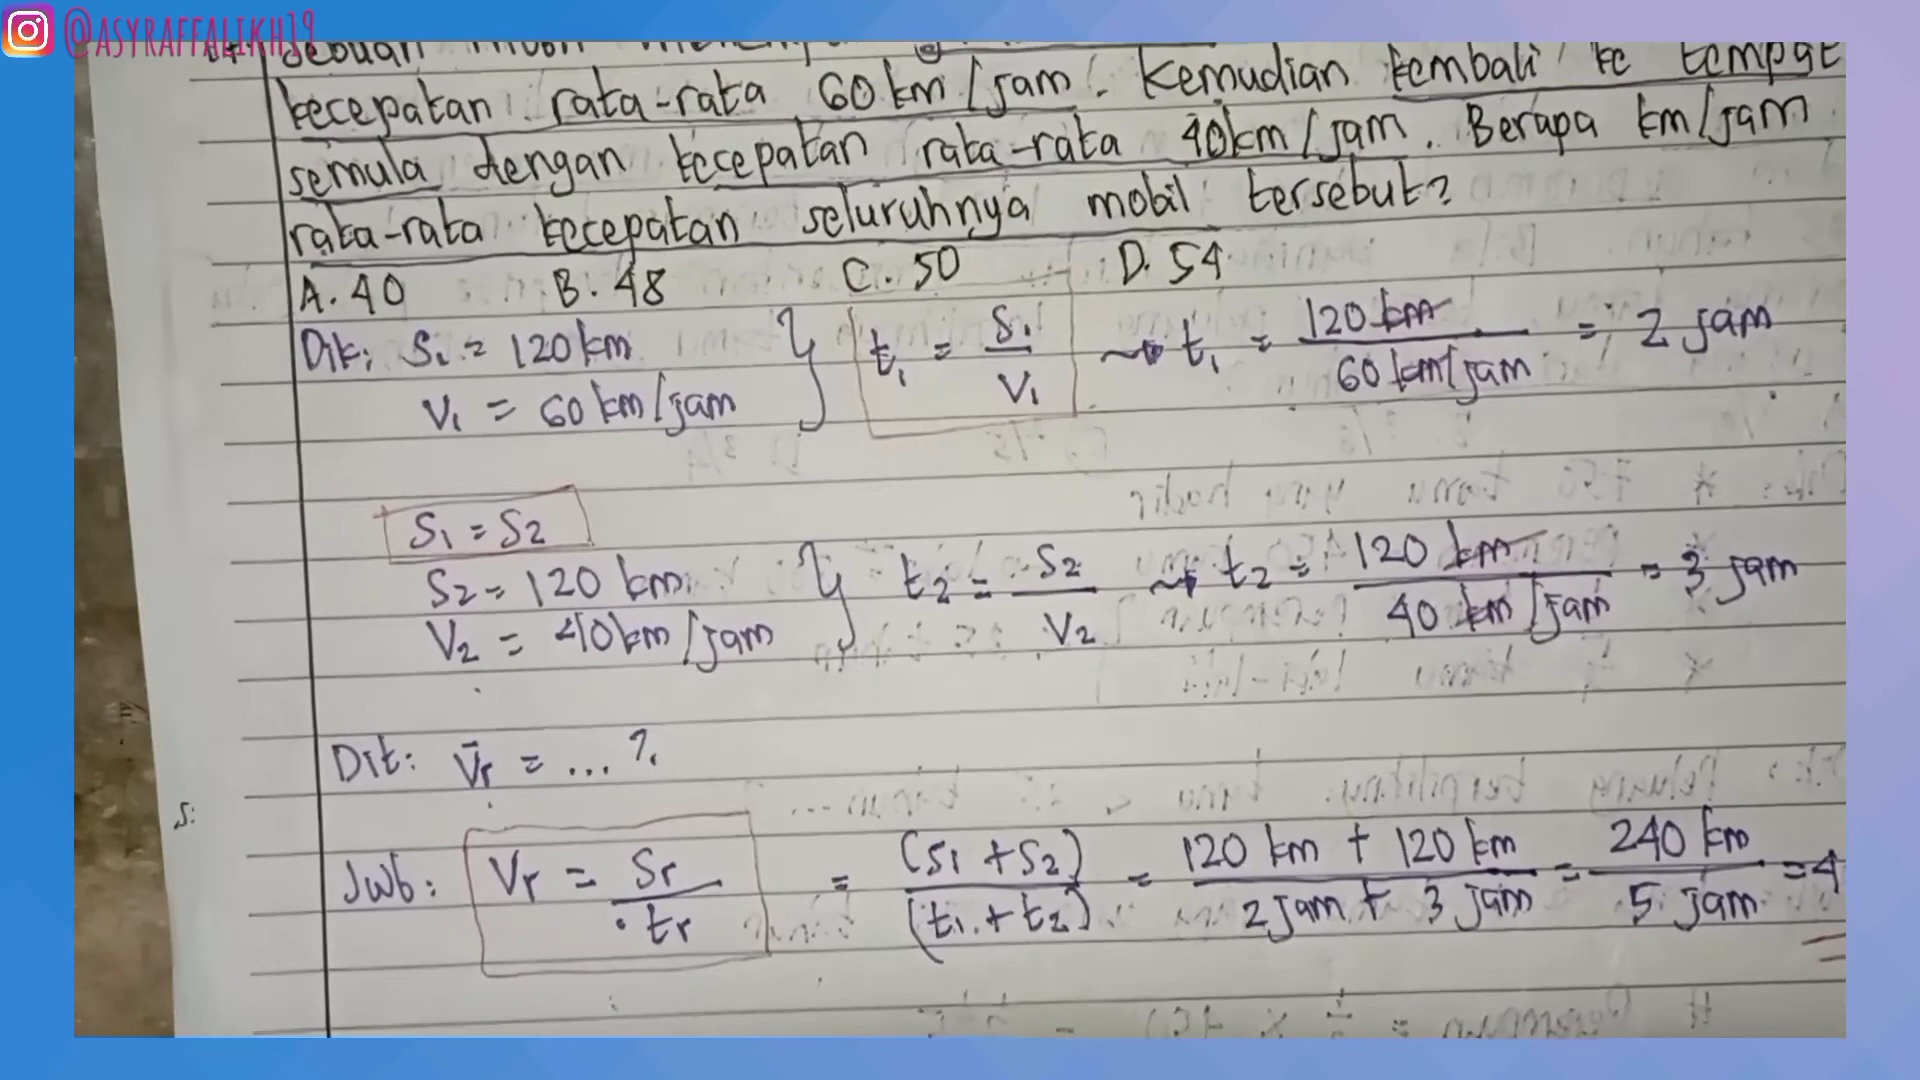 @ASYRAFFALIKH19
kecepatan rata-rata 60 km/jam. Kemudian kembali ke tempat
semula dengan kecepatan rata-rata 40km/jam. Berapa km/jam
rata-rata kecepatan seluruhnya mobil tersebut?
A. 40 B. 48 C. 50 D. 54
Dik: S₁ = 120 km } t₁ = S₁/V₁ → t₁ = 120 km/60 km/jam = 2 jam
V₁ = 60 km/jam
S₁ = S₂
S₂ = 120 km } t₂ = S₂/V₂ → t₂ = 120 km/40 km/jam = 3 jam
V₂ = 40 km/jam
Dit: V̄r = ... ?
Jwb: Vr = Sr/tr = (S₁ + S₂)/(t₁ + t₂) = 120 km + 120 km/2 jam + 3 jam = 240 km/5 jam = 4